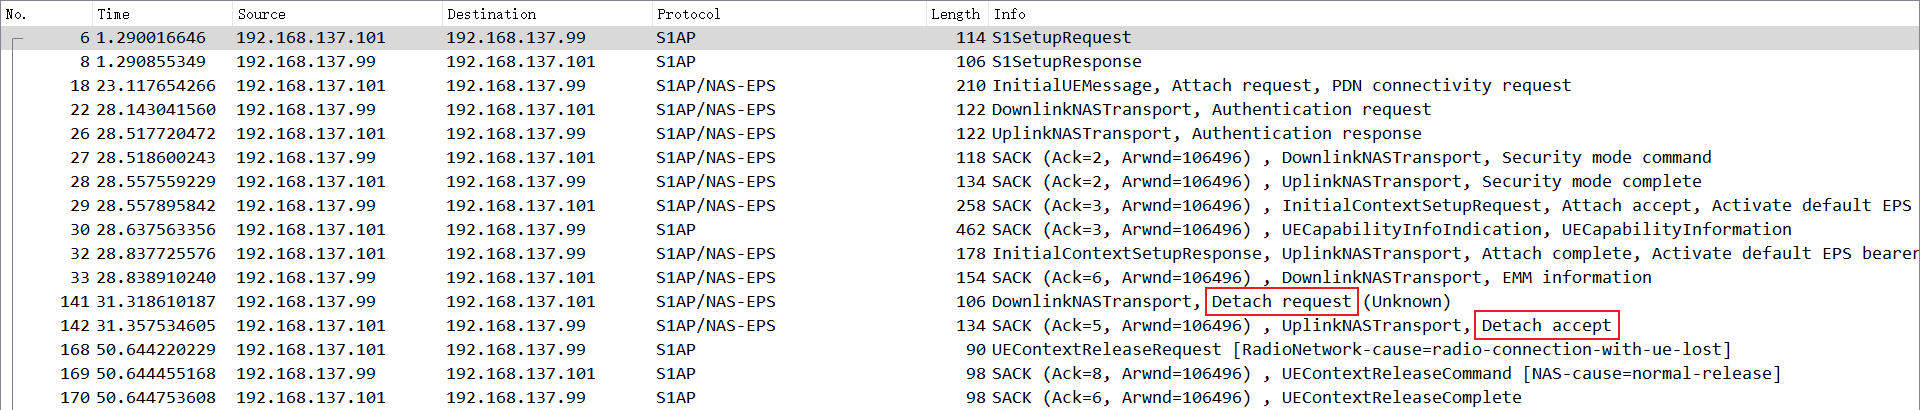 No. Time Source Destination Protocol Length Info
6 1.290016646 192.168.137.101 192.168.137.99 S1AP 114 S1SetupRequest
8 1.290855349 192.168.137.99 192.168.137.101 S1AP 106 S1SetupResponse
18 23.117654266 192.168.137.101 192.168.137.99 S1AP/NAS-EPS 210 InitialUEMessage, Attach request, PDN connectivity request
22 28.143041560 192.168.137.99 192.168.137.101 S1AP/NAS-EPS 122 DownlinkNASTransport, Authentication request
26 28.517720472 192.168.137.101 192.168.137.99 S1AP/NAS-EPS 122 UplinkNASTransport, Authentication response
27 28.518600243 192.168.137.99 192.168.137.101 S1AP/NAS-EPS 118 SACK (Ack=2, Arwnd=106496) , DownlinkNASTransport, Security mode command
28 28.557559229 192.168.137.101 192.168.137.99 S1AP/NAS-EPS 134 SACK (Ack=2, Arwnd=106496) , UplinkNASTransport, Security mode complete
29 28.557895842 192.168.137.99 192.168.137.101 S1AP/NAS-EPS 258 SACK (Ack=3, Arwnd=106496) , InitialContextSetupRequest, Attach accept, Activate default EPS
30 28.637563356 192.168.137.101 192.168.137.99 S1AP 462 SACK (Ack=3, Arwnd=106496) , UECapabilityInfoIndication, UECapabilityInformation
32 28.837725576 192.168.137.101 192.168.137.99 S1AP/NAS-EPS 178 InitialContextSetupResponse, UplinkNASTransport, Attach complete, Activate default EPS bearer
33 28.838910240 192.168.137.99 192.168.137.101 S1AP/NAS-EPS 154 SACK (Ack=6, Arwnd=106496) , DownlinkNASTransport, EMM information
141 31.318610187 192.168.137.99 192.168.137.101 S1AP/NAS-EPS 106 DownlinkNASTransport, Detach request (Unknown)
142 31.357534605 192.168.137.101 192.168.137.99 S1AP/NAS-EPS 134 SACK (Ack=5, Arwnd=106496) , UplinkNASTransport, Detach accept
168 50.644220229 192.168.137.101 192.168.137.99 S1AP 90 UEContextReleaseRequest [RadioNetwork-cause=radio-connection-with-ue-lost]
169 50.644455168 192.168.137.99 192.168.137.101 S1AP 98 SACK (Ack=8, Arwnd=106496) , UEContextReleaseCommand [NAS-cause=normal-release]
170 50.644753608 192.168.137.101 192.168.137.99 S1AP 98 SACK (Ack=6, Arwnd=106496) , UEContextReleaseComplete